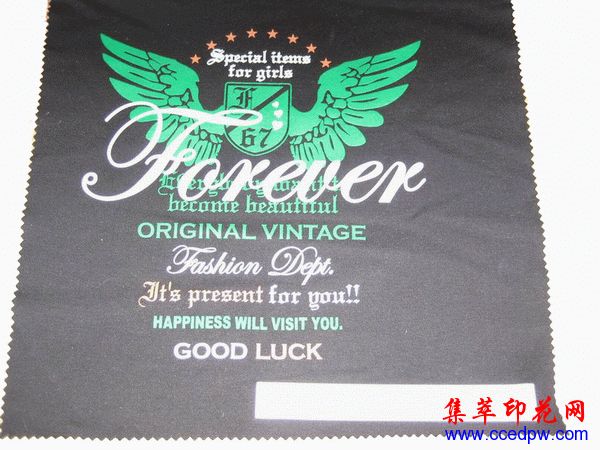 Special items
for girls
F
67
Forever
become beautiful
ORIGINAL VINTAGE
Fashion Dept.
It's present for you!!
HAPPINESS WILL VISIT YOU.
GOOD LUCK
集萃印花网
www.ccedpw.com